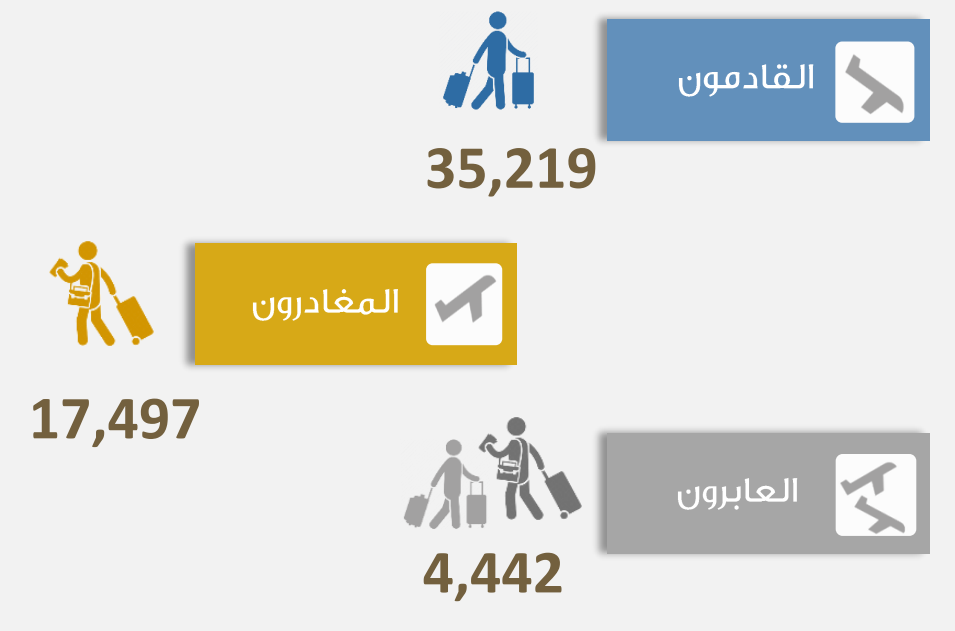 القادمون
35,219
المغادرون
17,497
العابرون
4,442